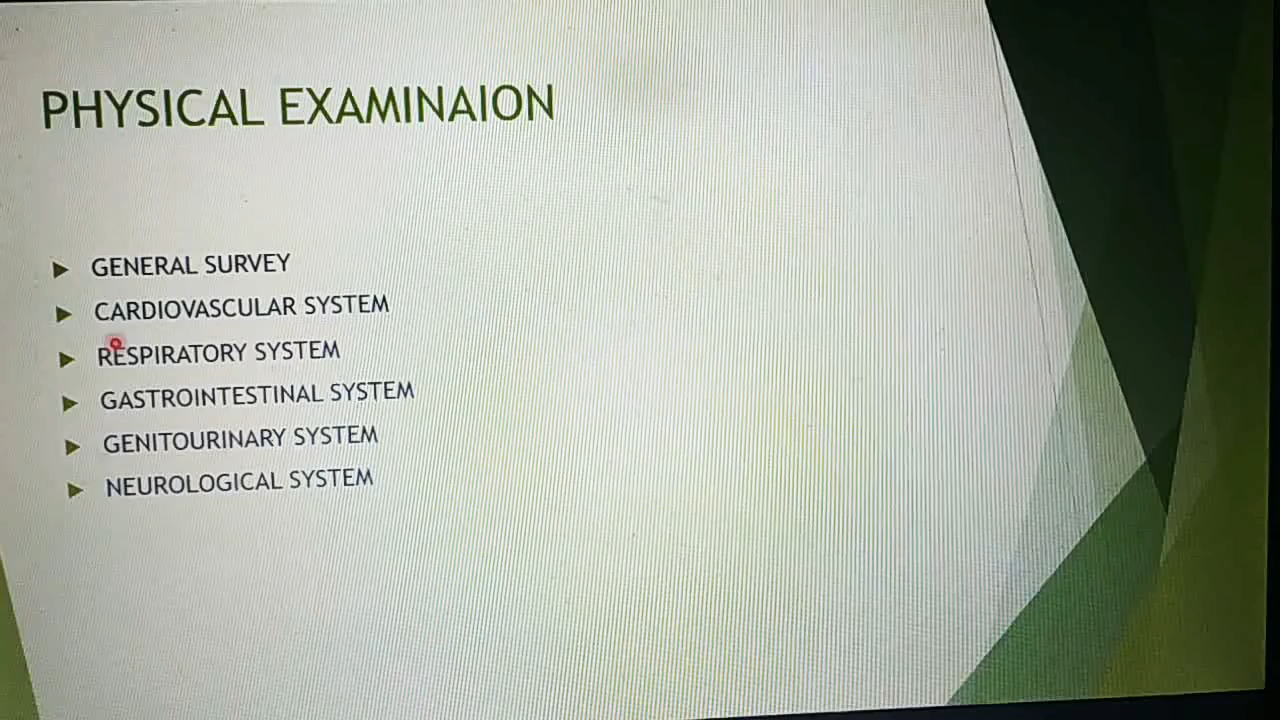 PHYSICAL EXAMINAION
GENERAL SURVEY
CARDIOVASCULAR SYSTEM
RESPIRATORY SYSTEM
GASTROINTESTINAL SYSTEM
GENITOURINARY SYSTEM
NEUROLOGICAL SYSTEM